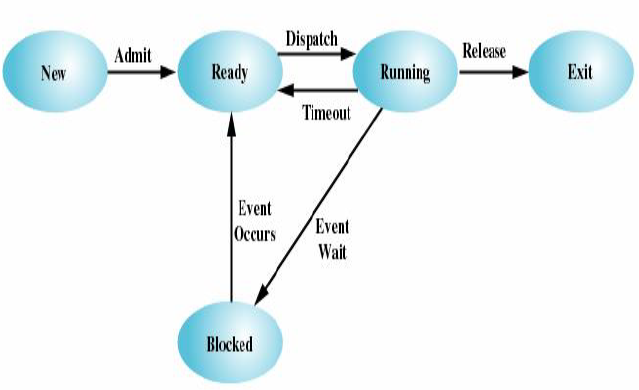 New
Admit
Ready
Dispatch
Timeout
Running
Release
Exit
Event
Occurs
Event
Wait
Blocked